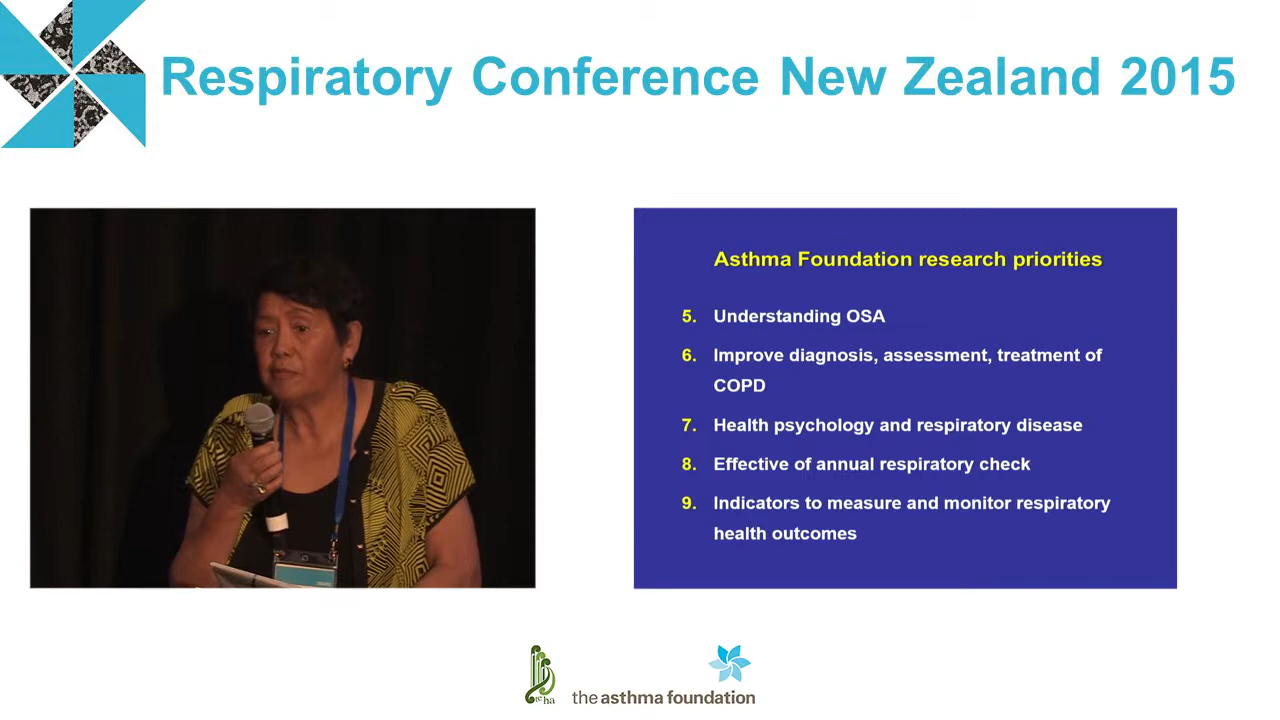 Respiratory Conference New Zealand 2015
Asthma Foundation research priorities
5. Understanding OSA
6. Improve diagnosis, assessment, treatment of
COPD
7. Health psychology and respiratory disease
8. Effective of annual respiratory check
9. Indicators to measure and monitor respiratory
health outcomes
te ha
the asthma foundation